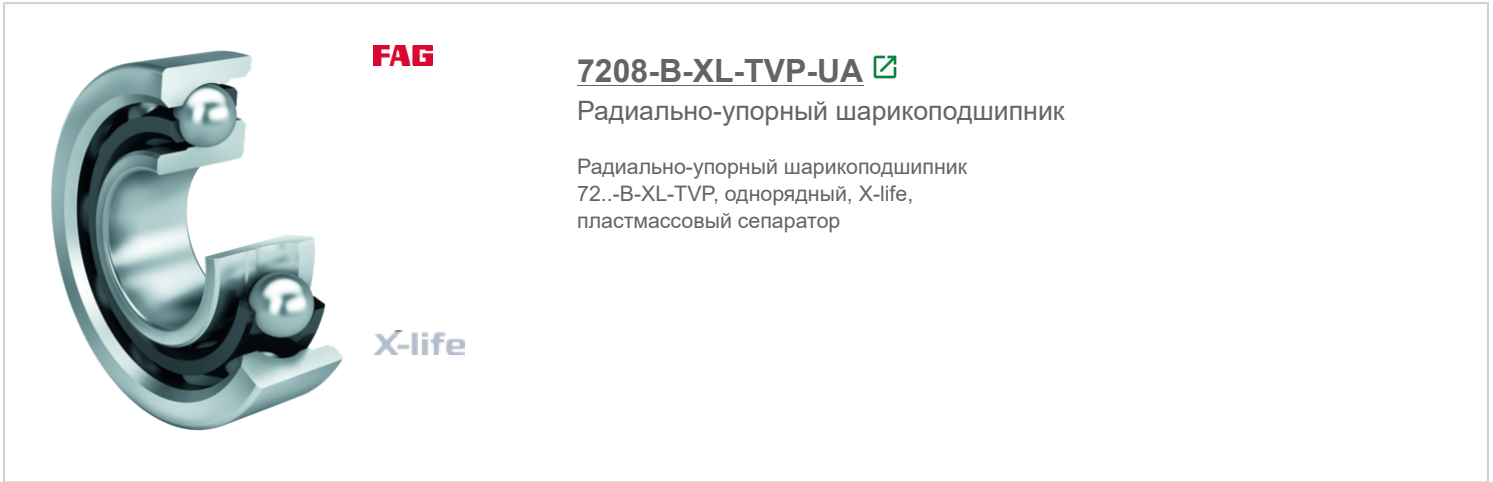 FAG
7208-B-XL-TVP-UA
Радиально-упорный шарикоподшипник
Радиально-упорный шарикоподшипник
72..-B-XL-TVP, однорядный, X-life,
пластмассовый сепаратор
X-life